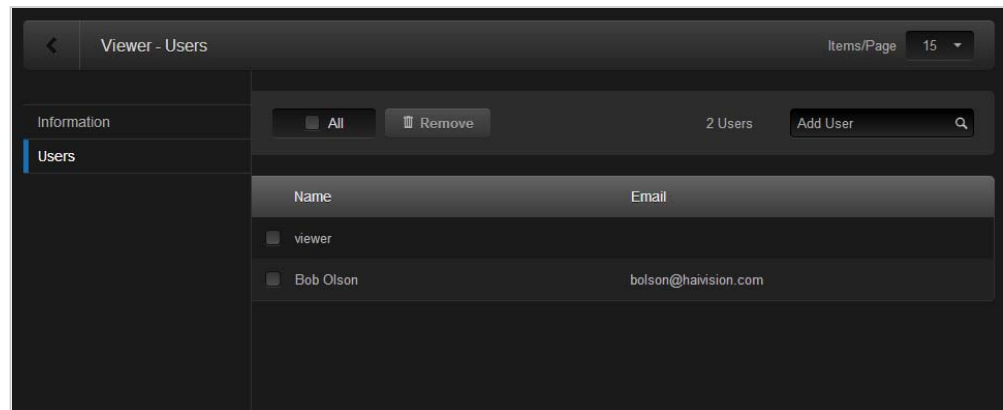 Viewer - Users Items/Page 15
Information
Users
All Remove 2 Users Add User
Name Email
viewer
Bob Olson bolson@haivision.com